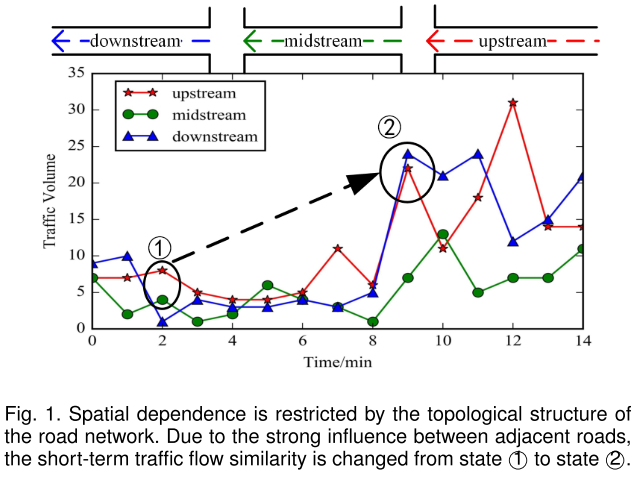 downstream midstream upstream
35
30
25
20
15
10
5
0
Traffic Volume
upstream
midstream
downstream
①
②
0 2 4 6 8 10 12 14
Time/min
Fig. 1. Spatial dependence is restricted by the topological structure of
the road network. Due to the strong influence between adjacent roads,
the short-term traffic flow similarity is changed from state ① to state ②.